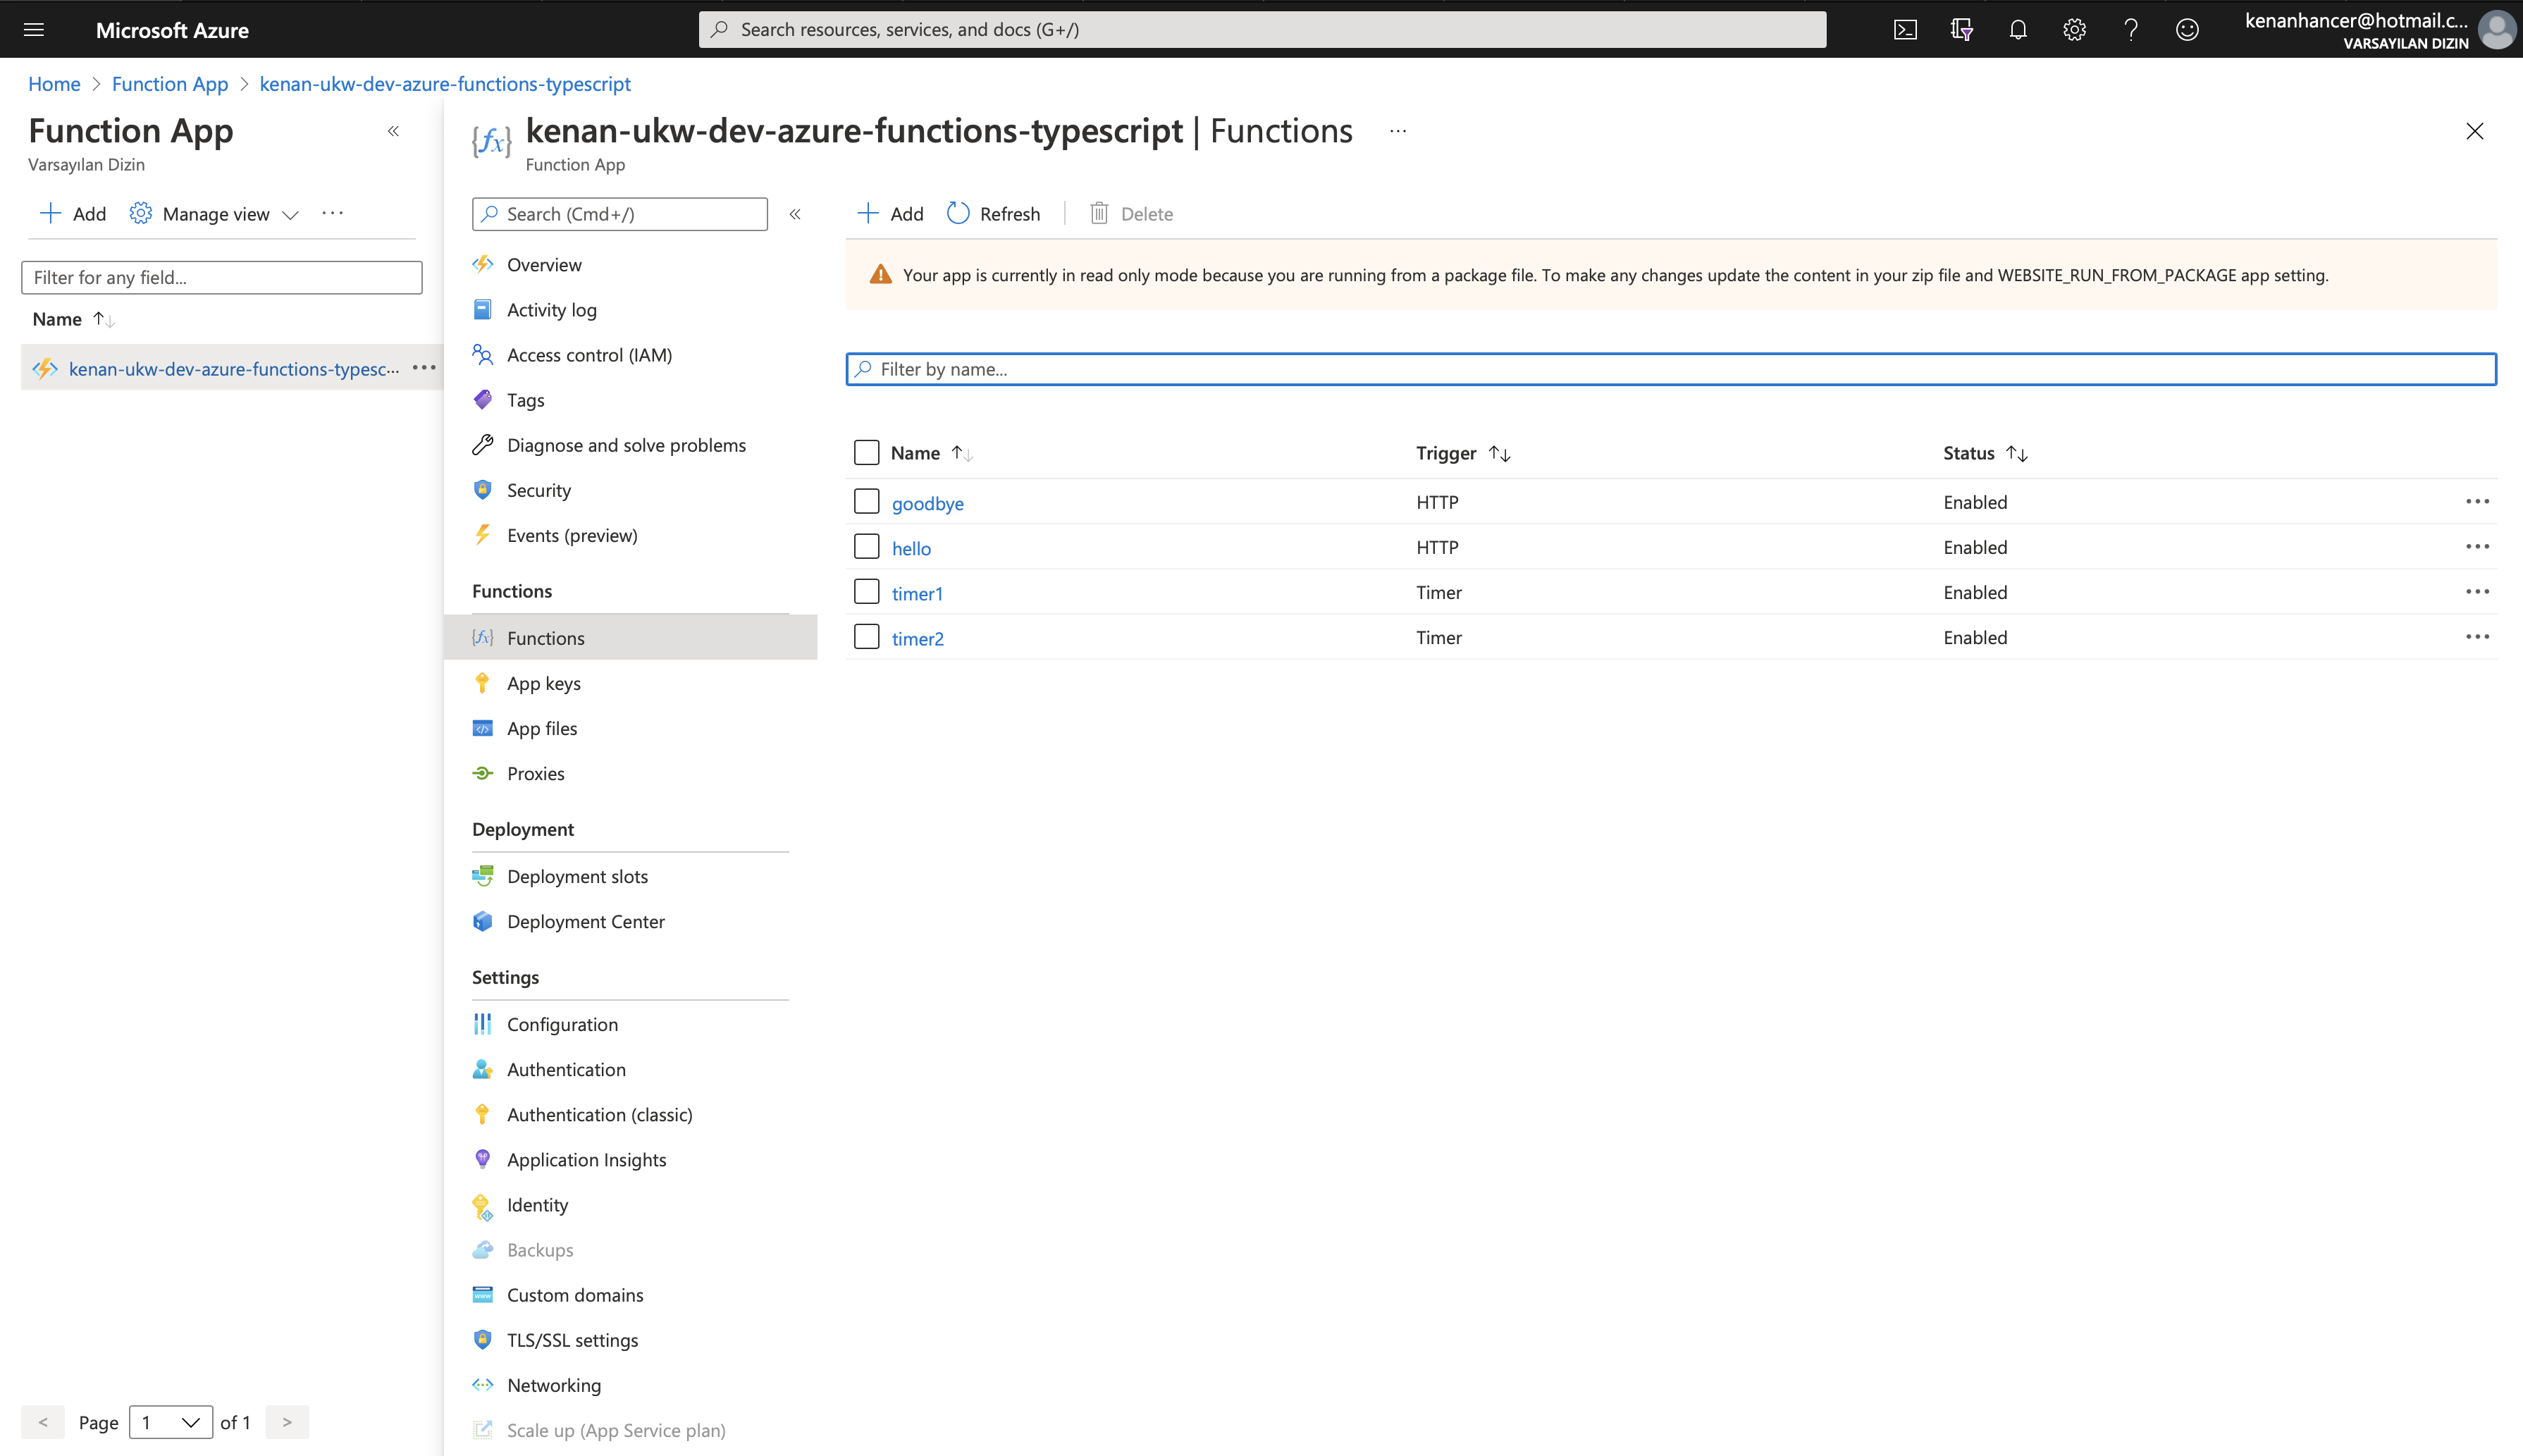 Microsoft Azure
Search resources, services, and docs (G+/)
kenanhancer@hotmail.c...
VARSAYILAN DIZIN
Home > Function App > kenan-ukw-dev-azure-functions-typescript
Function App
Varsayılan Dizin
Add
Manage view
Filter for any field...
Name
kenan-ukw-dev-azure-functions-typesc...
Page 1 of 1
kenan-ukw-dev-azure-functions-typescript | Functions
Function App
Search (Cmd+/)
Overview
Activity log
Access control (IAM)
Tags
Diagnose and solve problems
Security
Events (preview)
Functions
Functions
App keys
App files
Proxies
Deployment
Deployment slots
Deployment Center
Settings
Configuration
Authentication
Authentication (classic)
Application Insights
Identity
Backups
Custom domains
TLS/SSL settings
Networking
Scale up (App Service plan)
Add Refresh Delete
Your app is currently in read only mode because you are running from a package file. To make any changes update the content in your zip file and WEBSITE_RUN_FROM_PACKAGE app setting.
Filter by name...
Name Trigger Status
goodbye HTTP Enabled
hello HTTP Enabled
timer1 Timer Enabled
timer2 Timer Enabled